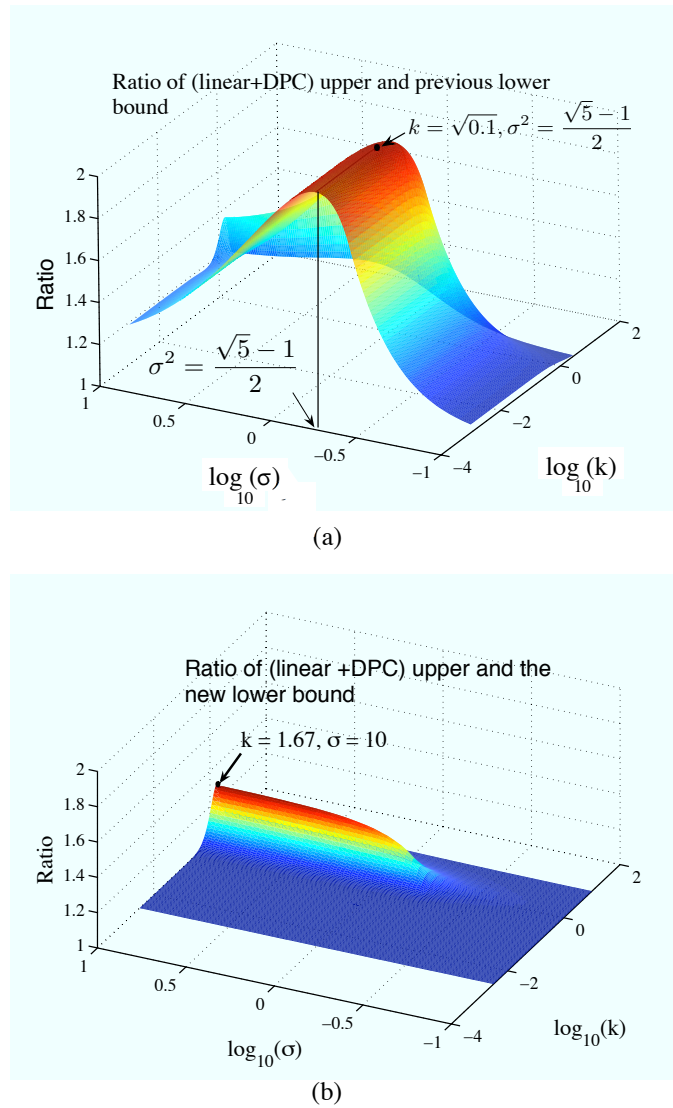 Ratio of (linear+DPC) upper and previous lower
bound
k = √0.1, σ² = (√5 − 1)/2
2
1.8
1.6
1.4
1.2
1
Ratio
σ² = (√5 − 1)/2
1
0.5
0
−0.5
−1
−4
−2
0
2
log₁₀(σ)
log₁₀(k)
(a)
Ratio of (linear +DPC) upper and the
new lower bound
k = 1.67, σ = 10
2
1.8
1.6
1.4
1.2
1
Ratio
1
0.5
0
−0.5
−1
−4
−2
0
2
log₁₀(σ)
log₁₀(k)
(b)